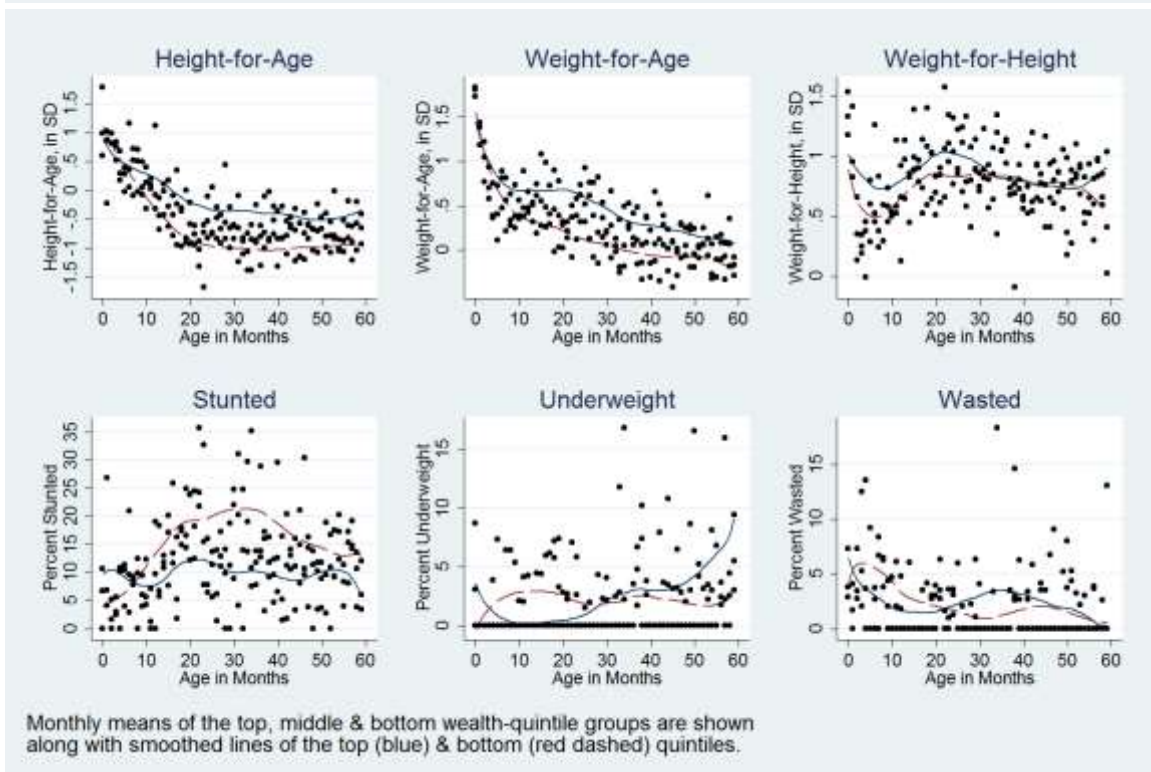 Height-for-Age
Height-for-Age, in SD
-1.5 -1 -.5 0 .5 1 1.5
0 10 20 30 40 50 60
Age in Months
Weight-for-Age
Weight-for-Age, in SD
0 .5 1 1.5
0 10 20 30 40 50 60
Age in Months
Weight-for-Height
Weight-for-Height, in SD
0 .5 1 1.5
0 10 20 30 40 50 60
Age in Months
Stunted
Percent Stunted
0 5 10 15 20 25 30 35
0 10 20 30 40 50 60
Age in Months
Underweight
Percent Underweight
0 5 10 15
0 10 20 30 40 50 60
Age in Months
Wasted
Percent Wasted
0 5 10 15
0 10 20 30 40 50 60
Age in Months
Monthly means of the top, middle & bottom wealth-quintile groups are shown
along with smoothed lines of the top (blue) & bottom (red dashed) quintiles.